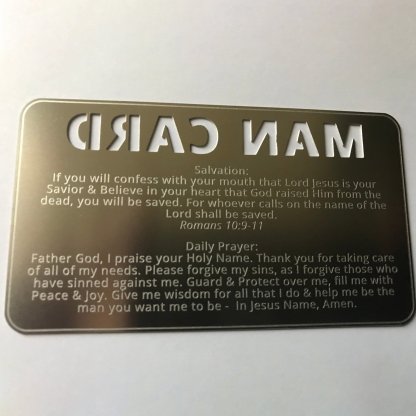 MAN CARD
Salvation:
If you will confess with your mouth that Lord Jesus is your
Savior & Believe in your heart that God raised Him from the
dead, you will be saved. For whoever calls on the name of the
Lord shall be saved.
Romans 10:9-11
Daily Prayer:
Father God, I praise your Holy Name. Thank you for taking care
of all of my needs. Please forgive my sins, as I forgive those who
have sinned against me. Guard & Protect over me, fill me with
Peace & Joy. Give me wisdom for all that I do & help me be the
man you want me to be - In Jesus Name, Amen.